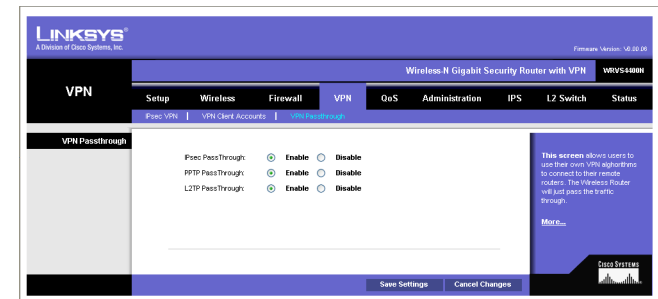 LINKSYS®
A Division of Cisco Systems, Inc.
Firmware Version: V0.00.06
Wireless-N Gigabit Security Router with VPN WRVS4400N
VPN
Setup Wireless Firewall VPN QoS Administration IPS L2 Switch Status
IPsec VPN | VPN Client Accounts | VPN Passthrough
VPN Passthrough
IPsec PassThrough: Enable Disable
PPTP PassThrough: Enable Disable
L2TP PassThrough: Enable Disable
This screen allows users to
use their own VPN alghorithms
to connect to their remote
routers. The Wireless Router
will just pass the traffic
through.
More...
CISCO SYSTEMS
Save Settings Cancel Changes